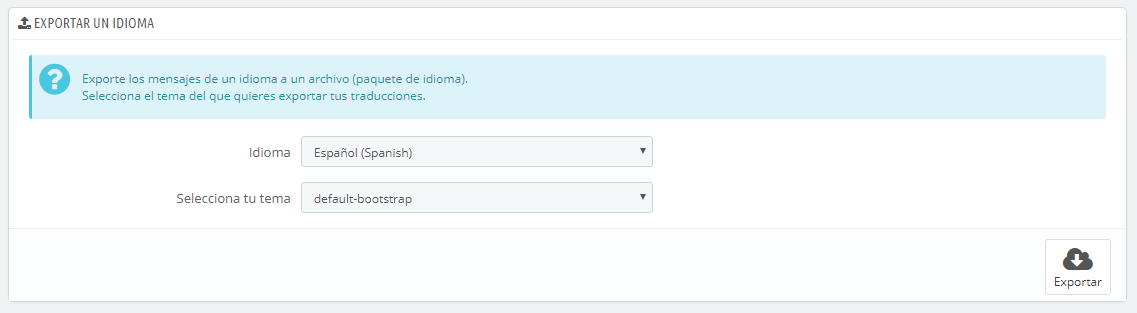 EXPORTAR UN IDIOMA
Exporte los mensajes de un idioma a un archivo (paquete de idioma).
Selecciona el tema del que quieres exportar tus traducciones.
Idioma
Español (Spanish)
Selecciona tu tema
default-bootstrap
Exportar